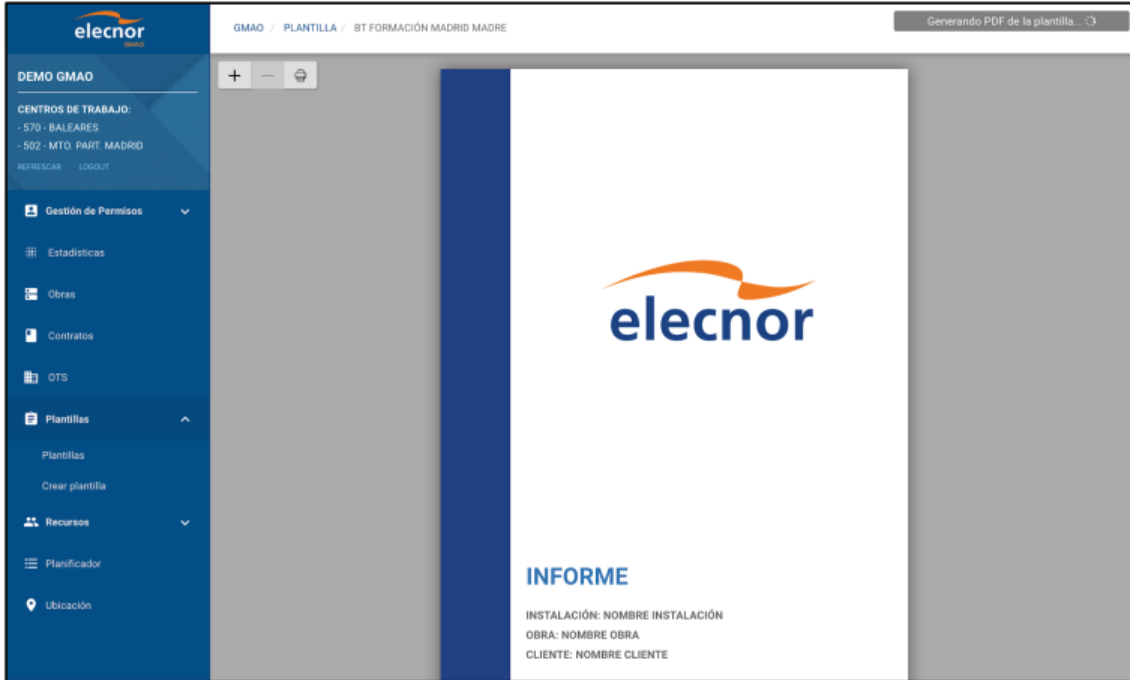 elecnor
GMAO
GMAO / PLANTILLA / BT FORMACIÓN MADRID MADRE
Generando PDF de la plantilla...
DEMO GMAO
CENTROS DE TRABAJO:
- 570 - BALEARES
- 502 - MTO. PART. MADRID
REFRESCAR LOGOUT
Gestión de Permisos
Estadísticas
Obras
Contratos
OTS
Plantillas
Plantillas
Crear plantilla
Recursos
Planificador
Ubicación
elecnor
INFORME
INSTALACIÓN: NOMBRE INSTALACIÓN
OBRA: NOMBRE OBRA
CLIENTE: NOMBRE CLIENTE